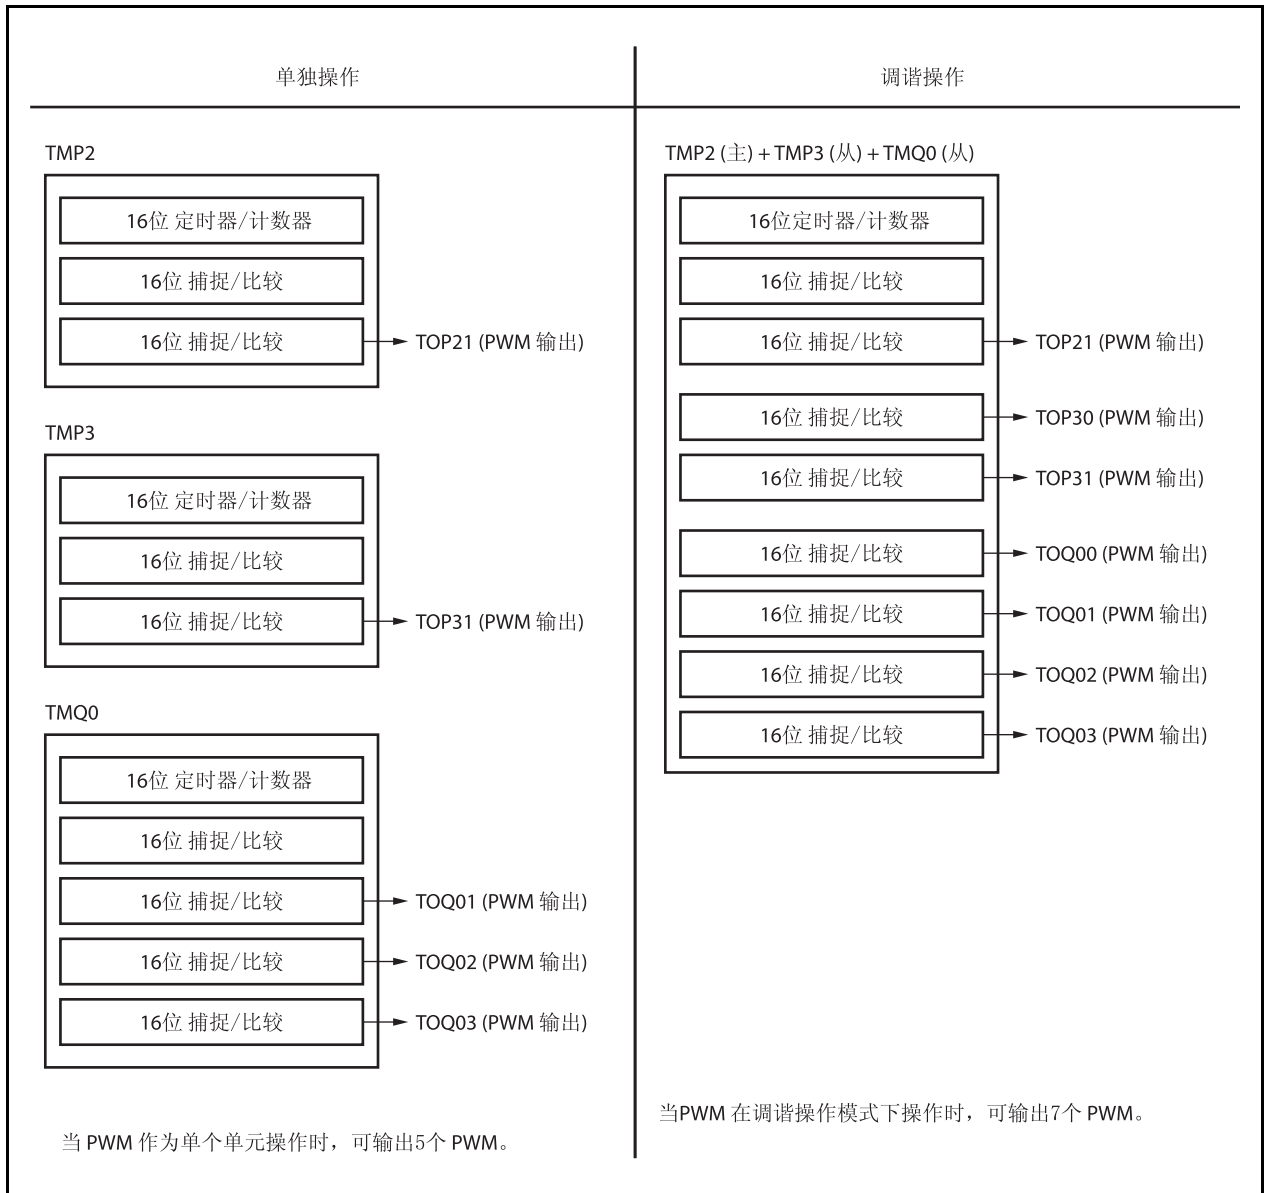 单独操作
TMP2
16位 定时器/计数器
16位 捕捉/比较
16位 捕捉/比较
TOP21 (PWM 输出)
TMP3
16位 定时器/计数器
16位 捕捉/比较
16位 捕捉/比较
TOP31 (PWM 输出)
TMQ0
16位 定时器/计数器
16位 捕捉/比较
16位 捕捉/比较
TOQ01 (PWM 输出)
16位 捕捉/比较
TOQ02 (PWM 输出)
16位 捕捉/比较
TOQ03 (PWM 输出)
当 PWM 作为单个单元操作时，可输出5个 PWM。
调谐操作
TMP2 (主) + TMP3 (从) + TMQ0 (从)
16位定时器/计数器
16位 捕捉/比较
16位 捕捉/比较
TOP21 (PWM 输出)
16位 捕捉/比较
TOP30 (PWM 输出)
16位 捕捉/比较
TOP31 (PWM 输出)
16位 捕捉/比较
TOQ00 (PWM 输出)
16位 捕捉/比较
TOQ01 (PWM 输出)
16位 捕捉/比较
TOQ02 (PWM 输出)
16位 捕捉/比较
TOQ03 (PWM 输出)
当PWM 在调谐操作模式下操作时，可输出7个 PWM。